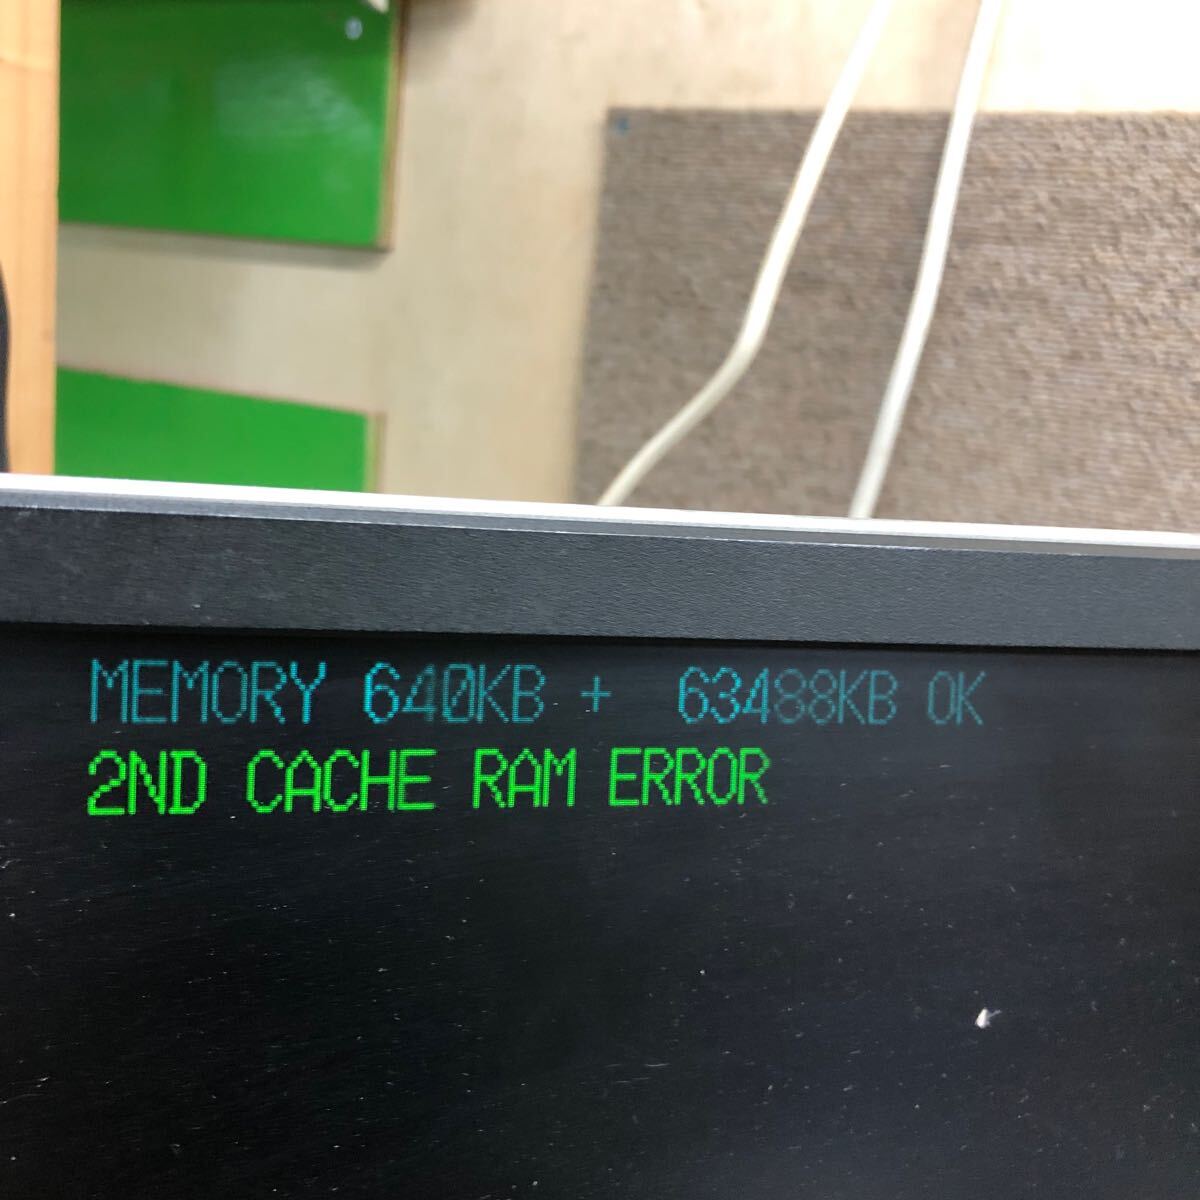 MEMORY 640KB + 63488KB OK
2ND CACHE RAM ERROR